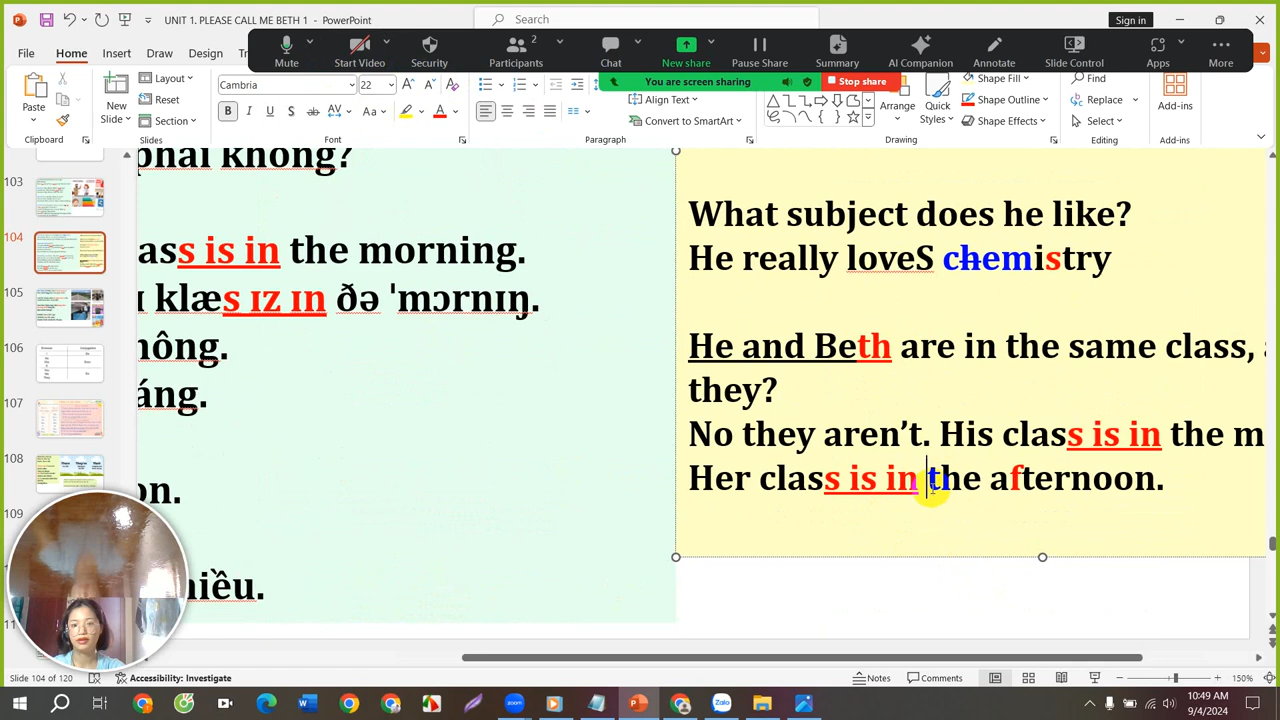 UNIT 1. PLEASE CALL ME BETH 1 - PowerPoint
Search
Sign in
File
Home
Insert
Draw
Design
Mute
Start Video
Security
Participants
2
Chat
New share
Pause Share
Summary
AI Companion
Annotate
Slide Control
Apps
More
You are screen sharing
Stop share
Paste
New
Slide
Layout
Reset
Section
Cambria
22
Align Text
Convert to SmartArt
Arrange
Quick
Styles
Shape Fill
Shape Outline
Shape Effects
Find
Replace
Select
Add-ins
Clipboard
Slides
Font
Paragraph
Drawing
Editing
Add-ins
103
104
105
106
107
108
109
phải không?
lass is in the morning.
klæs ɪz ɪn ðə ˈmɔrnɪŋ.
hông.
áng.
on.
hiều.
What subject does he like?
He really loveS chemistry
He and Beth are in the same class,
they?
No they aren’t. His class is in the m
Her class is in the afternoon.
Slide 104 of 120
Accessibility: Investigate
Notes
Comments
150%
10:49 AM
9/4/2024